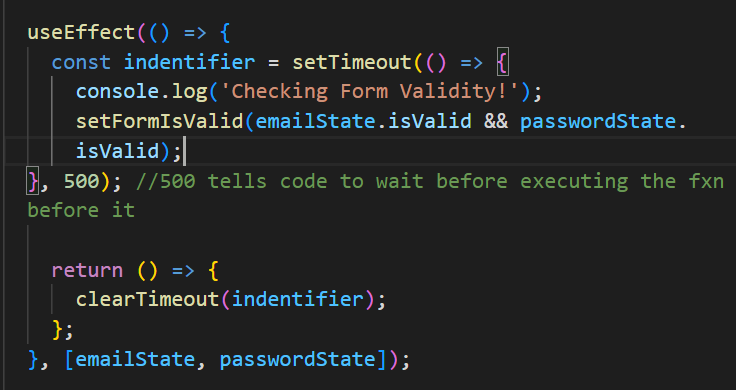 useEffect(() => {
const indentifier = setTimeout(() => {
console.log('Checking Form Validity!');
setFormIsValid(emailState.isValid && passwordState.
isValid);
}, 500); //500 tells code to wait before executing the fxn
before it
return () => {
clearTimeout(indentifier);
};
}, [emailState, passwordState]);